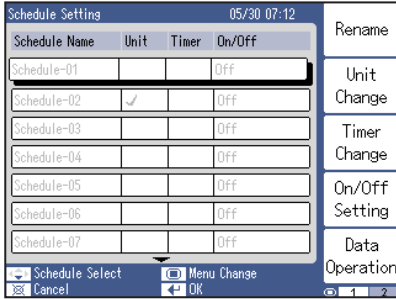 Schedule Setting 05/30 07:12
Schedule Name Unit Timer On/Off
Schedule-01 Off
Schedule-02 ✓ Off
Schedule-03 Off
Schedule-04 Off
Schedule-05 Off
Schedule-06 Off
Schedule-07 Off
Schedule Select Menu Change
Cancel OK
Rename
Unit
Change
Timer
Change
On/Off
Setting
Data
Operation
1 2